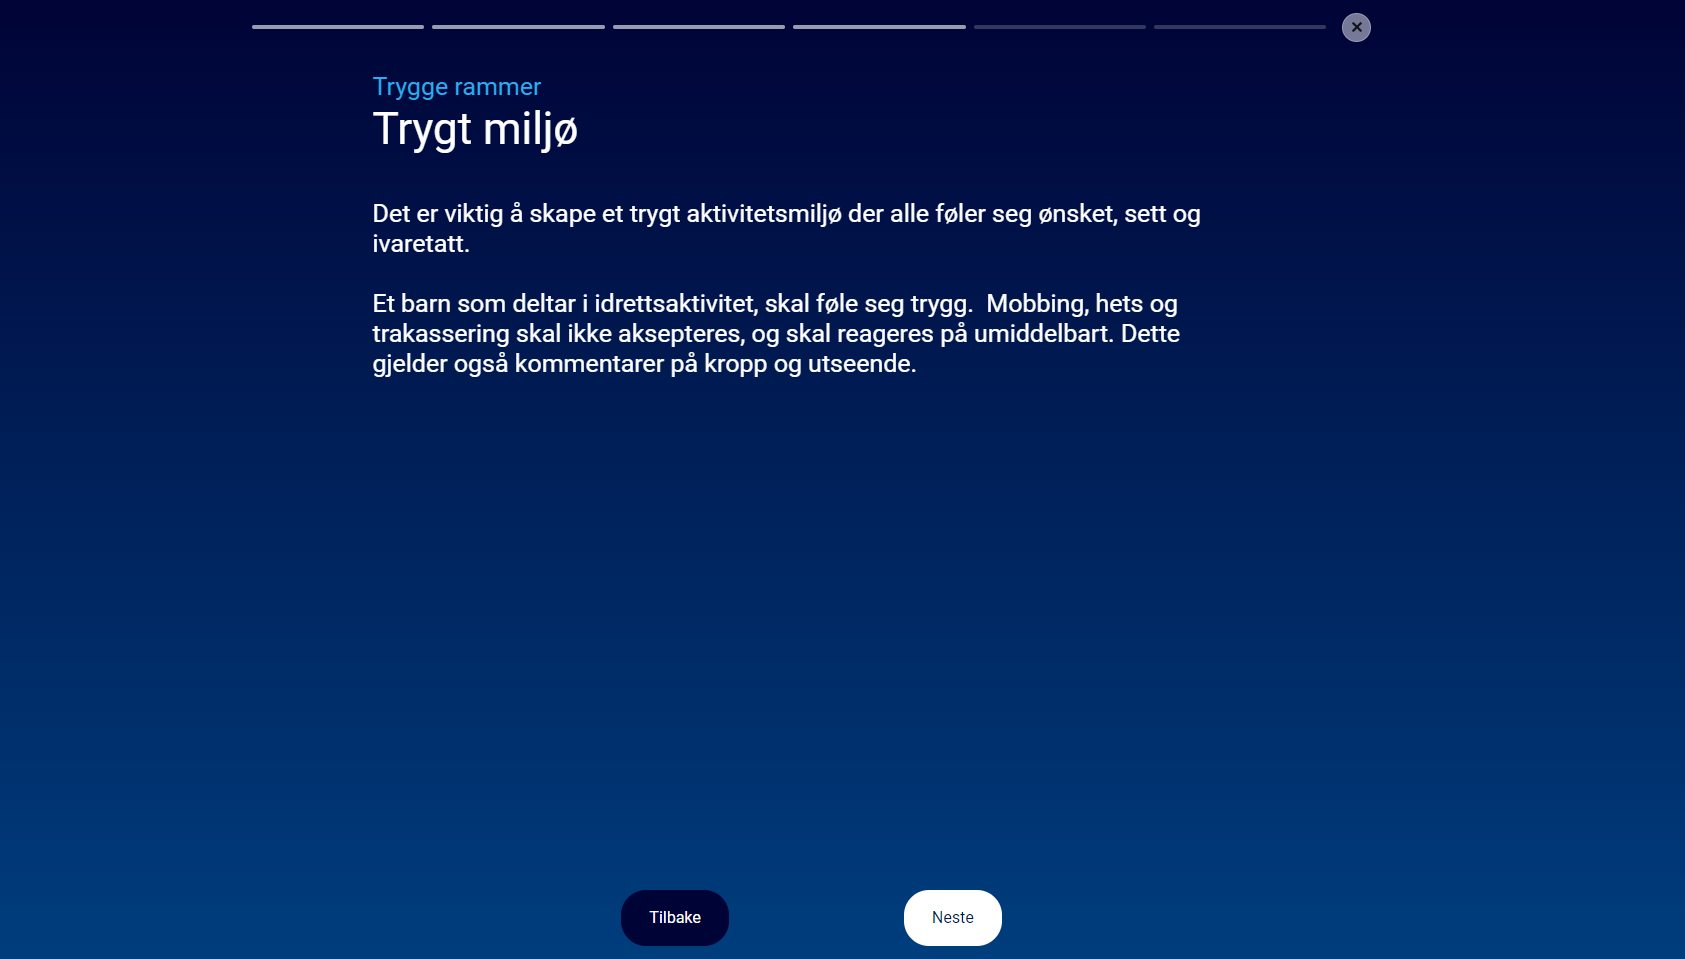 Trygge rammer
Trygt miljø
Det er viktig å skape et trygt aktivitetsmiljø der alle føler seg ønsket, sett og
ivaretatt.
Et barn som deltar i idrettsaktivitet, skal føle seg trygg.  Mobbing, hets og
trakassering skal ikke aksepteres, og skal reageres på umiddelbart. Dette
gjelder også kommentarer på kropp og utseende.
Tilbake
Neste